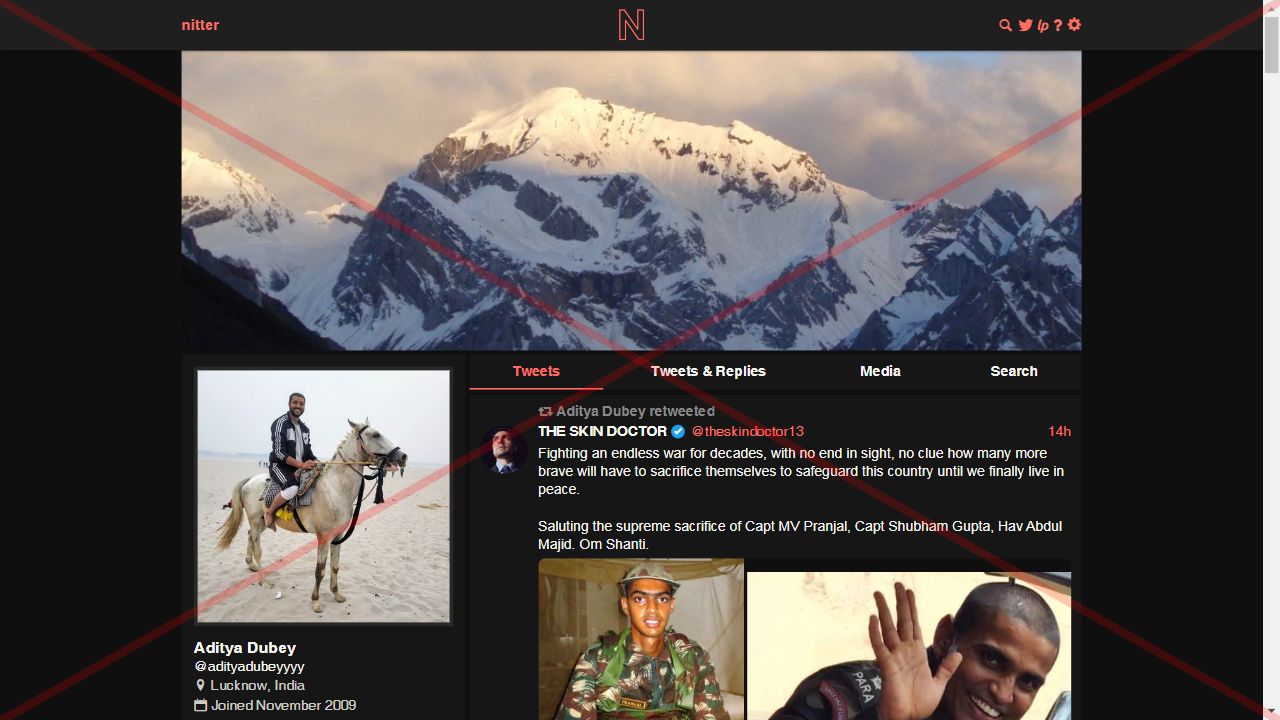 nitter
N
lp ?
Tweets
Tweets & Replies
Media
Search
Aditya Dubey retweeted
THE SKIN DOCTOR @theskindoctor13 14h
Fighting an endless war for decades, with no end in sight, no clue how many more
brave will have to sacrifice themselves to safeguard this country until we finally live in
peace.
Saluting the supreme sacrifice of Capt MV Pranjal, Capt Shubham Gupta, Hav Abdul
Majid. Om Shanti.
PRANJAL
PARA
Aditya Dubey
@adityadubeyyyy
Lucknow, India
Joined November 2009